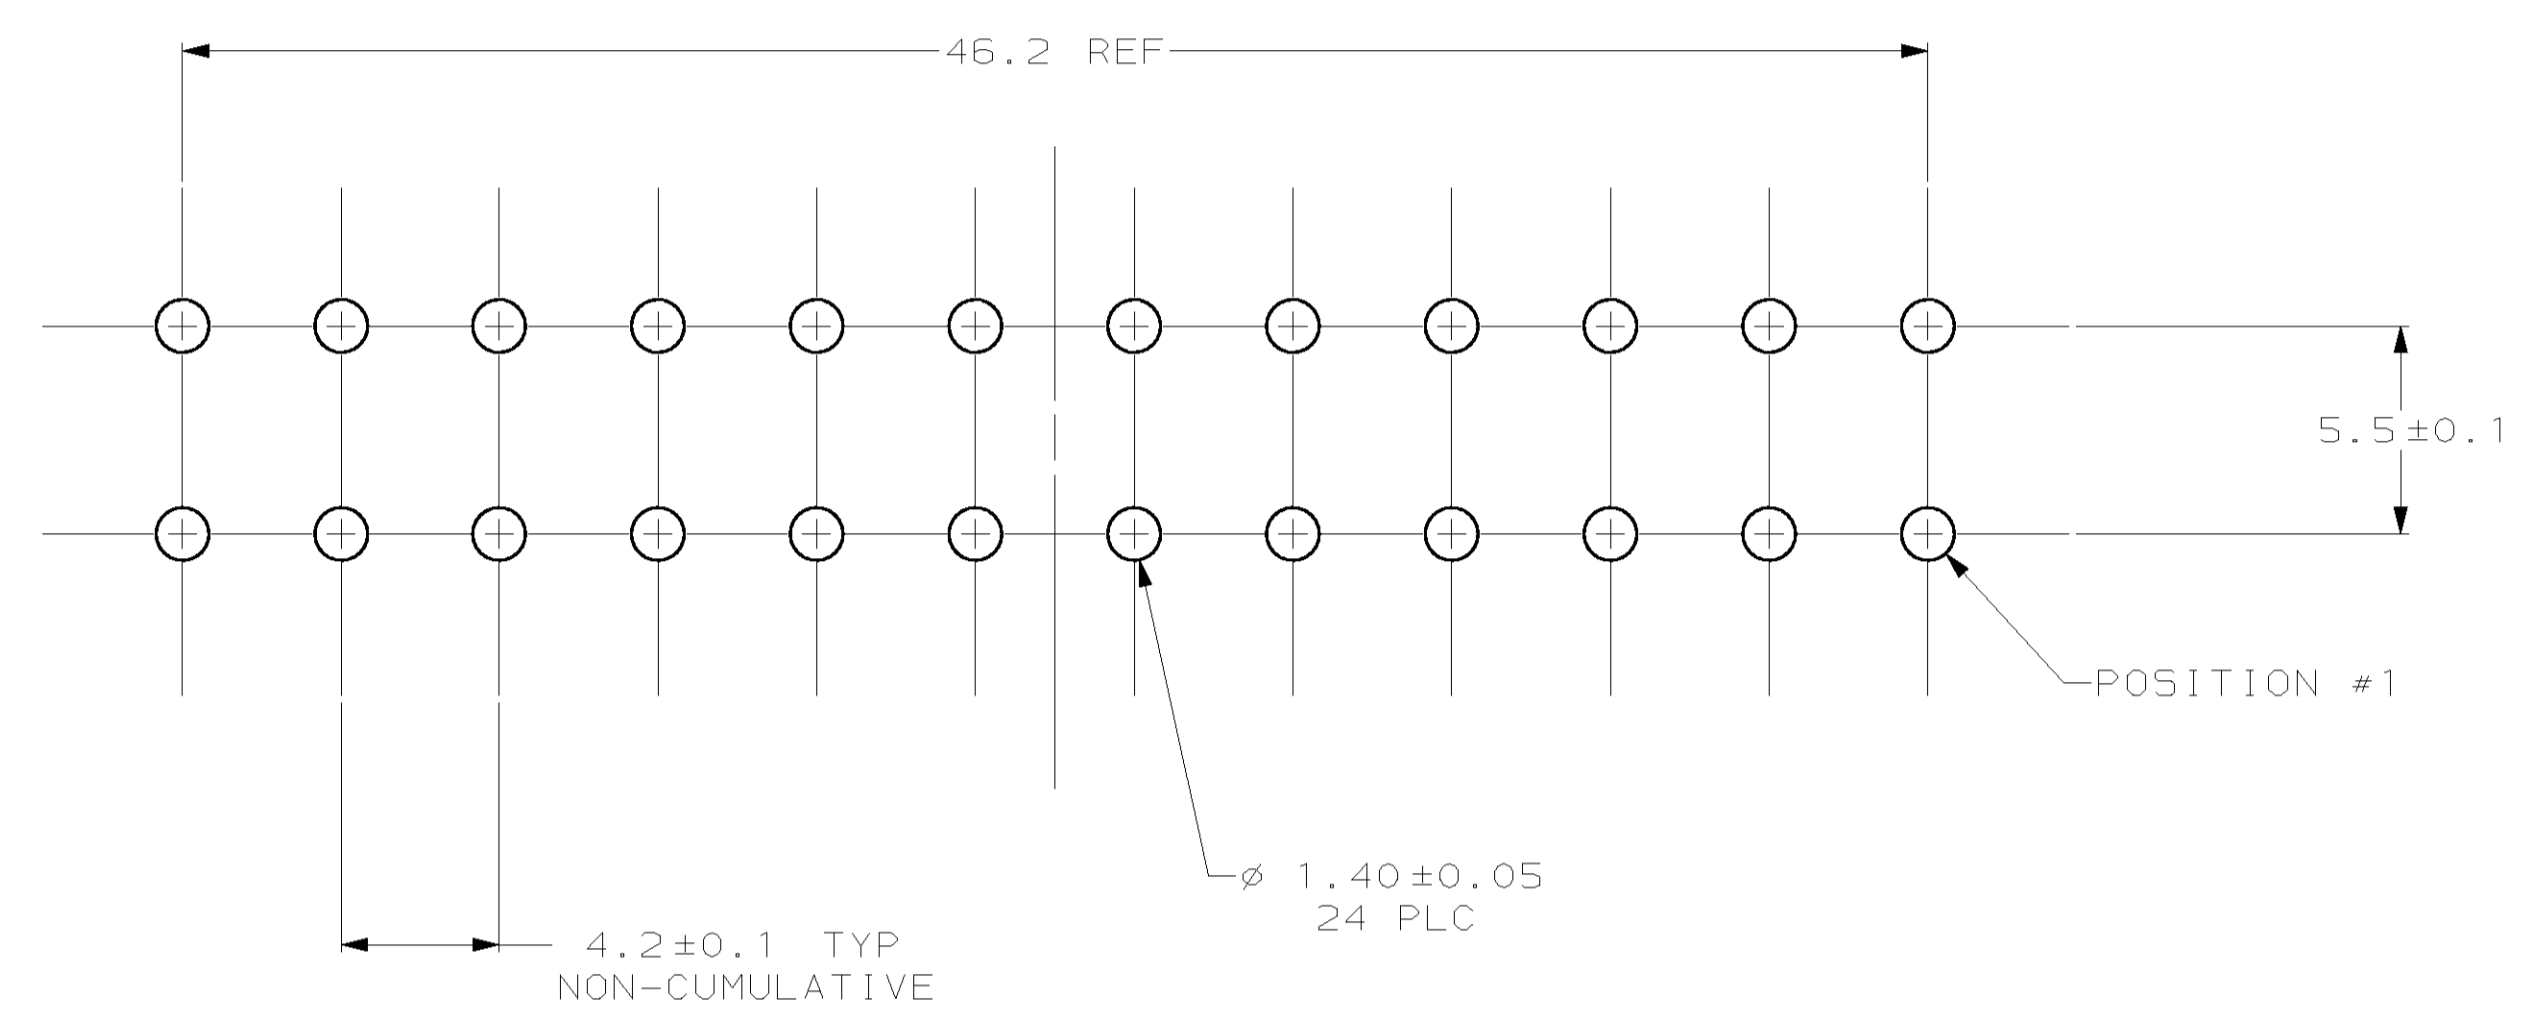 46.2 REF
5.5±0.1
POSITION #1
⌀ 1.40±0.05
24 PLC
4.2±0.1 TYP
NON-CUMULATIVE